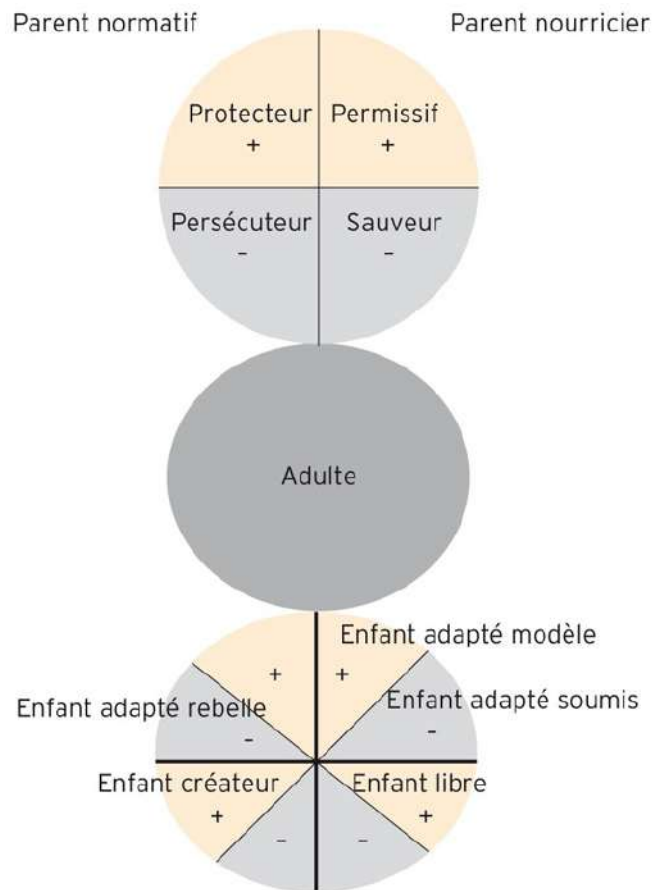 Parent normatif
Parent nourricier
Protecteur
+
Permissif
+
Persécuteur
-
Sauveur
-
Adulte
Enfant adapté modèle
+
+
Enfant adapté rebelle
-
Enfant adapté soumis
-
Enfant créateur
+
Enfant libre
+
-
-